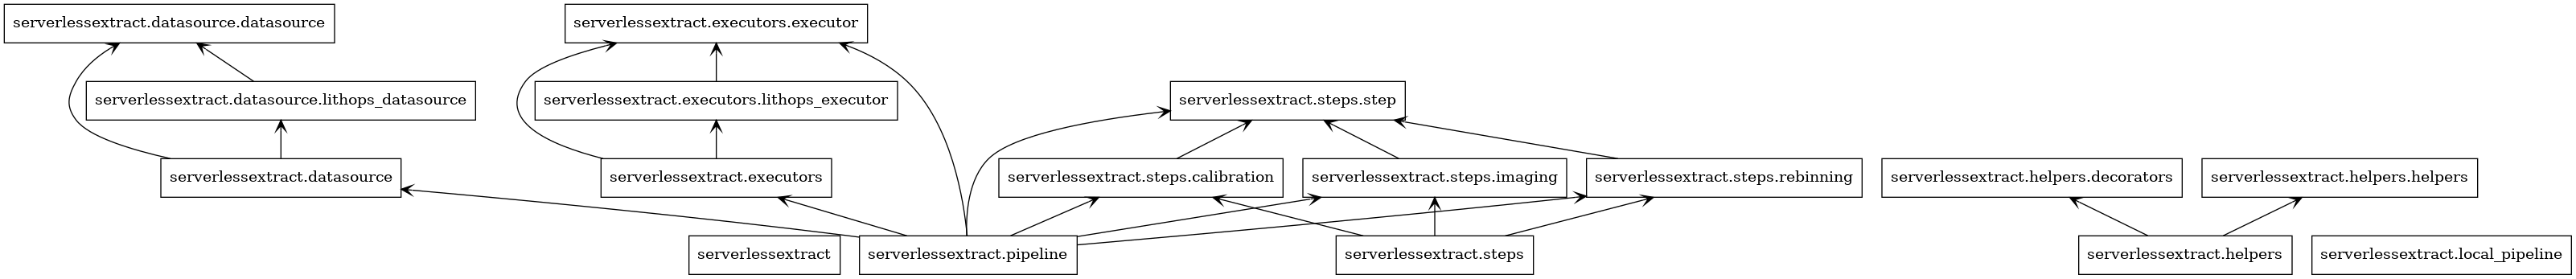 serverlessextract.datasource.datasource
serverlessextract.executors.executor
serverlessextract.datasource.lithops_datasource
serverlessextract.executors.lithops_executor
serverlessextract.steps.step
serverlessextract.datasource
serverlessextract.executors
serverlessextract.steps.calibration
serverlessextract.steps.imaging
serverlessextract.steps.rebinning
serverlessextract.helpers.decorators
serverlessextract.helpers.helpers
serverlessextract
serverlessextract.pipeline
serverlessextract.steps
serverlessextract.helpers
serverlessextract.local_pipeline